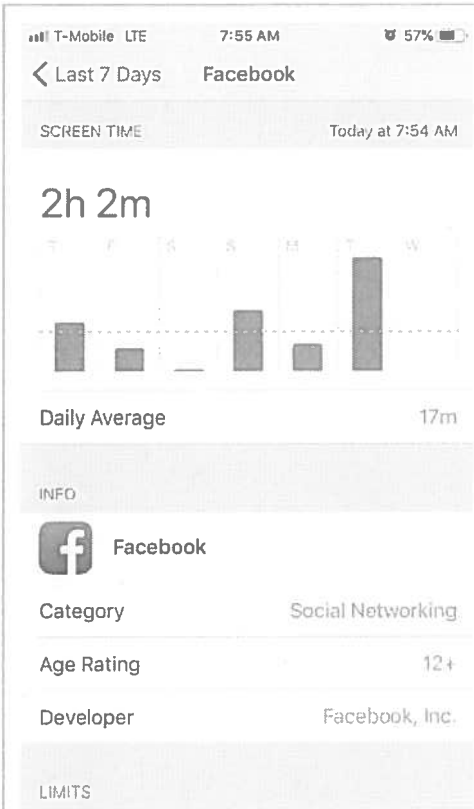 T-Mobile LTE 7:55 AM 57%
Last 7 Days Facebook
SCREEN TIME Today at 7:54 AM
2h 2m
T F S S M T W
Daily Average 17m
INFO
f Facebook
Category Social Networking
Age Rating 12+
Developer Facebook, Inc.
LIMITS